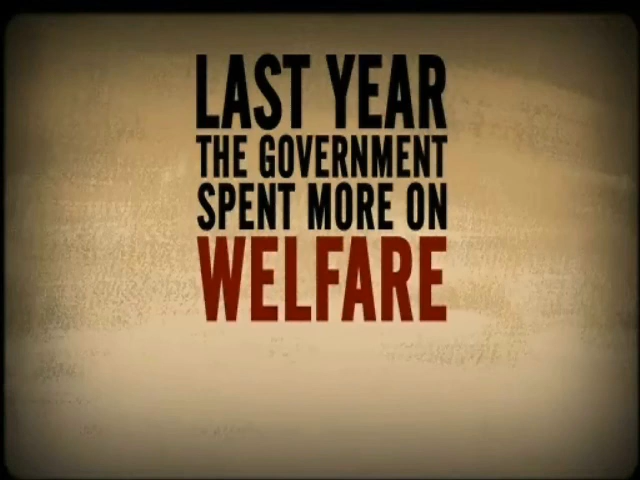 LAST YEAR
THE GOVERNMENT
SPENT MORE ON
WELFARE